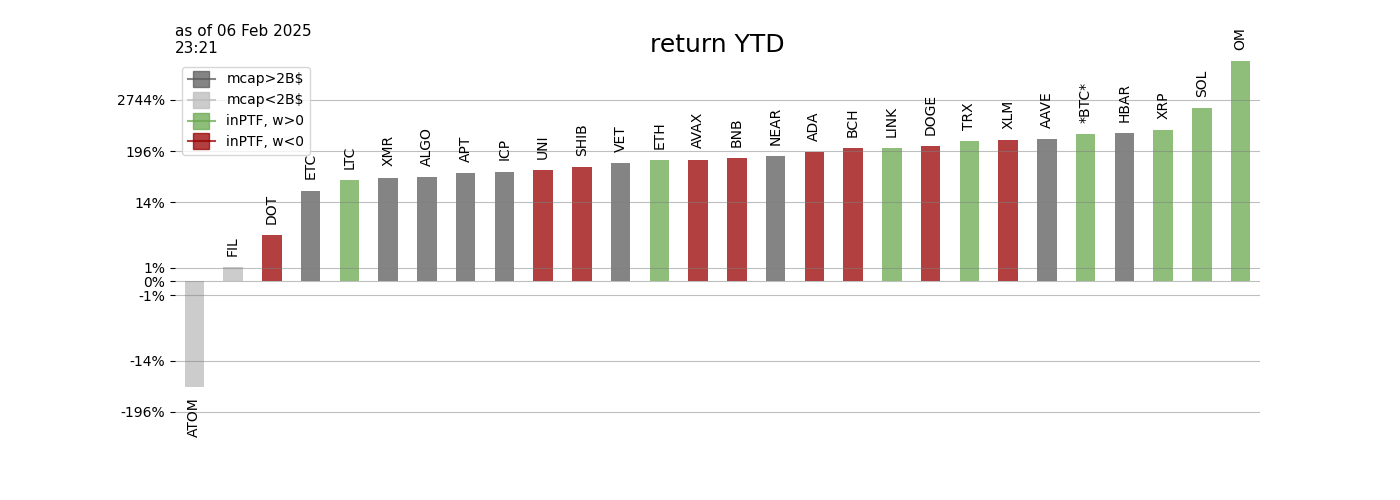 as of 06 Feb 2025
23:21
return YTD
mcap>2B$
mcap<2B$
inPTF, w>0
inPTF, w<0
2744%
196%
14%
1%
0%
-1%
-14%
-196%
ATOM
FIL
DOT
ETC
LTC
XMR
ALGO
APT
ICP
UNI
SHIB
VET
ETH
AVAX
BNB
NEAR
ADA
BCH
LINK
DOGE
TRX
XLM
AAVE
*BTC*
HBAR
XRP
SOL
OM